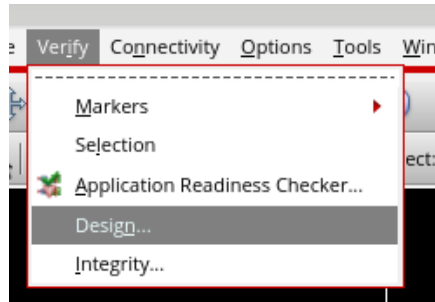 Verify Connectivity Options Tools Win
Markers
Selection
ect:
Application Readiness Checker...
Design...
Integrity...